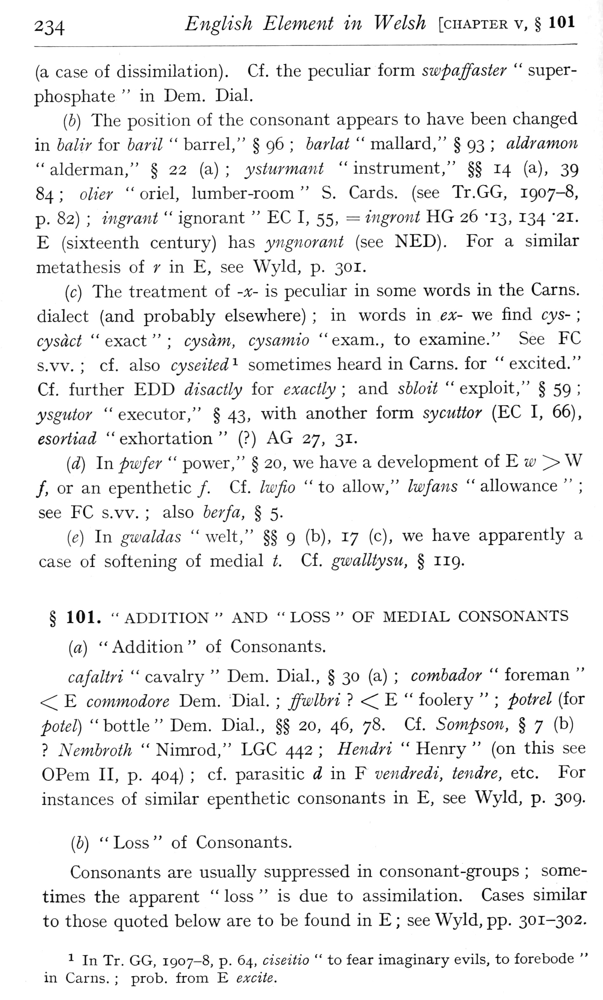 234 English Element in Welsh [CHAPTER V, § 101
(a case of dissimilation). Cf. the peculiar form swpaffaster “ super-
phosphate ” in Dem. Dial.
(b) The position of the consonant appears to have been changed
in balir for baril “ barrel,” § 96 ; barlat “ mallard,” § 93 ; aldramon
“ alderman,” § 22 (a) ; ysturmant “ instrument,” §§ 14 (a), 39
84 ; olier “ oriel, lumber-room ” S. Cards. (see Tr.GG, 1907–8,
p. 82) ; ingrant “ ignorant ” EC I, 55, = ingront HG 26 ·13, 134 ·21.
E (sixteenth century) has yngnorant (see NED). For a similar
metathesis of r in E, see Wyld, p. 301.
(c) The treatment of -x- is peculiar in some words in the Carns.
dialect (and probably elsewhere) ; in words in ex- we find cys- ;
cysàct “ exact ” ; cysàm, cysamio “ exam., to examine.” See FC
s.vv. ; cf. also cyseited¹ sometimes heard in Carns. for “ excited.”
Cf. further EDD disactly for exactly ; and sbloit “ exploit,” § 59 ;
ysgutor “ executor,” § 43, with another form sycuttor (EC I, 66),
esortiad “ exhortation ” (?) AG 27, 31.
(d) In pwfer “ power,” § 20, we have a development of E w > W
f, or an epenthetic f. Cf. lwfio “ to allow,” lwfans “ allowance ” ;
see FC s.vv. ; also berfa, § 5.
(e) In gwaldas “ welt,” §§ 9 (b), 17 (c), we have apparently a
case of softening of medial t. Cf. gwalltysu, § 119.
§ 101. “ ADDITION ” AND “ LOSS ” OF MEDIAL CONSONANTS
(a) “ Addition ” of Consonants.
cafaltri “ cavalry ” Dem. Dial., § 30 (a) ; combador “ foreman ”
< E commodore Dem. Dial. ; ffwlbri ? < E “ foolery ” ; potrel (for
potel) “ bottle ” Dem. Dial., §§ 20, 46, 78. Cf. Sompson, § 7 (b)
? Nembroth “ Nimrod,” LGC 442 ; Hendri “ Henry ” (on this see
OPem II, p. 404) ; cf. parasitic d in F vendredi, tendre, etc. For
instances of similar epenthetic consonants in E, see Wyld, p. 309.
(b) “ Loss ” of Consonants.
Consonants are usually suppressed in consonant-groups ; some-
times the apparent “ loss ” is due to assimilation. Cases similar
to those quoted below are to be found in E ; see Wyld, pp. 301–302.
¹ In Tr. GG, 1907–8, p. 64, ciseitio “ to fear imaginary evils, to forebode ”
in Carns. ; prob. from E excite.